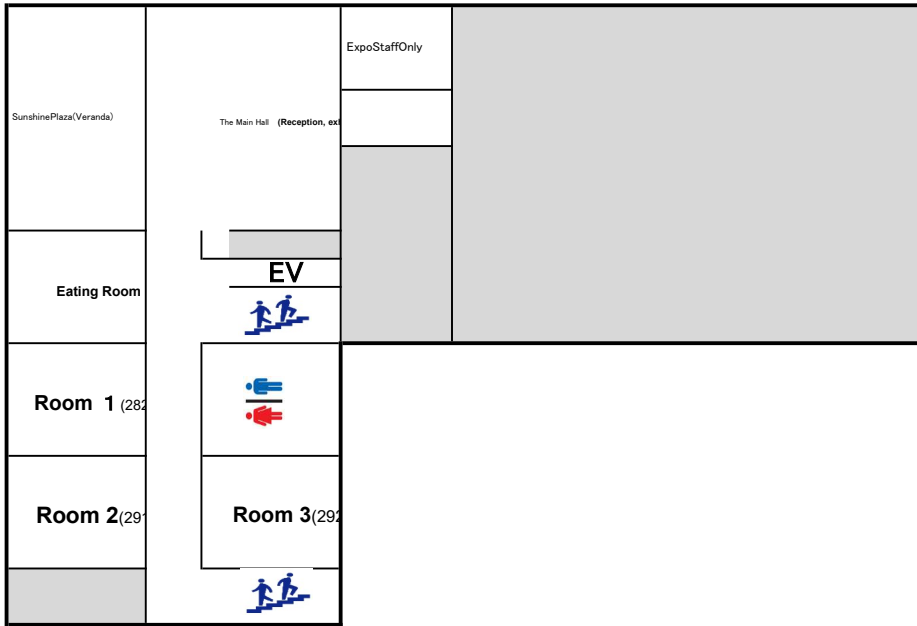 ExpoStaffOnly
SunshinePlaza(Veranda)
The Main Hall (Reception, exh
EV
Eating Room
Room 1 (282
Room 2(291
Room 3(292